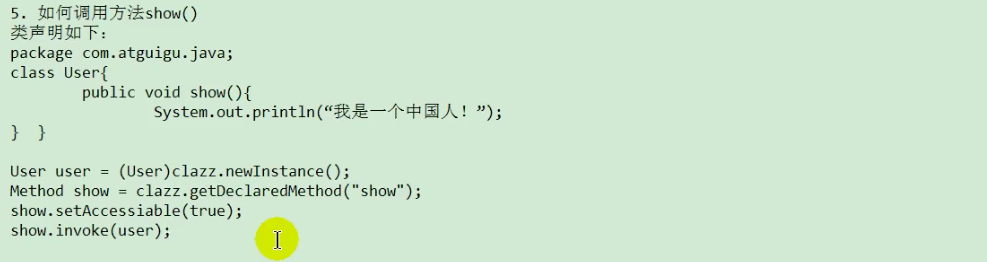 5. 如何调用方法show()
类声明如下:
package com.atguigu.java;
class User{
public void show(){
System.out.println(“我是一个中国人！”);
} }
User user = (User)clazz.newInstance();
Method show = clazz.getDeclaredMethod("show");
show.setAccessiable(true);
show.invoke(user);